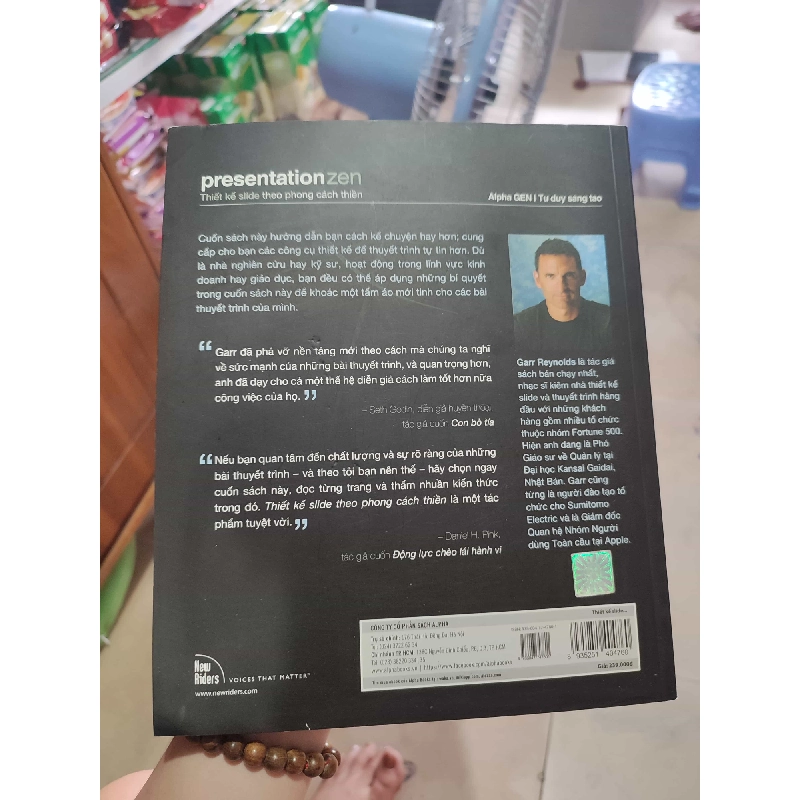 presentationzen
Thiết kế slide theo phong cách thiền
Alpha GEN I Tư duy sáng tạo
Cuốn sách này hướng dẫn bạn cách kể chuyện hay hơn; cung
cấp cho bạn các công cụ thiết kế để thuyết trình tự tin hơn. Dù
là nhà nghiên cứu hay kỹ sư, hoạt động trong lĩnh vực kinh
doanh hay giáo dục, bạn đều có thể áp dụng những bí quyết
trong cuốn sách này để khoác một tấm áo mới tinh cho các bài
thuyết trình của mình.
“Garr đã phá vỡ nền tảng mới theo cách mà chúng ta nghĩ
về sức mạnh của những bài thuyết trình, và quan trọng hơn,
anh đã dạy cho cả một thế hệ diễn giả cách làm tốt hơn nữa
công việc của họ.”
– Seth Godin, diễn giả huyền thoại,
tác giả cuốn Con bò tía
“Nếu bạn quan tâm đến chất lượng và sự rõ ràng của những
bài thuyết trình – và theo tôi bạn nên thế – hãy chọn ngay
cuốn sách này, đọc từng trang và thấm nhuần kiến thức
trong đó. Thiết kế slide theo phong cách thiền là một tác
phẩm tuyệt vời.”
– Daniel H. Pink,
tác giả cuốn Động lực chèo lái hành vi
Garr Reynolds là tác giả
sách bán chạy nhất,
nhạc sĩ kiêm nhà thiết kế
slide và thuyết trình hàng
đầu với những khách
hàng gồm nhiều tổ chức
thuộc nhóm Fortune 500.
Hiện anh đang là Phó
Giáo sư về Quản lý tại
Đại học Kansai Gaidai,
Nhật Bản. Garr cũng
từng là người đào tạo tổ
chức cho Sumitomo
Electric và là Giám đốc
Quan hệ Nhóm Người
dùng Toàn cầu tại Apple.
New
Riders
VOICES THAT MATTER™
www.newriders.com
CÔNG TY CỔ PHẦN SÁCH ALPHA
Thiết kế slide...